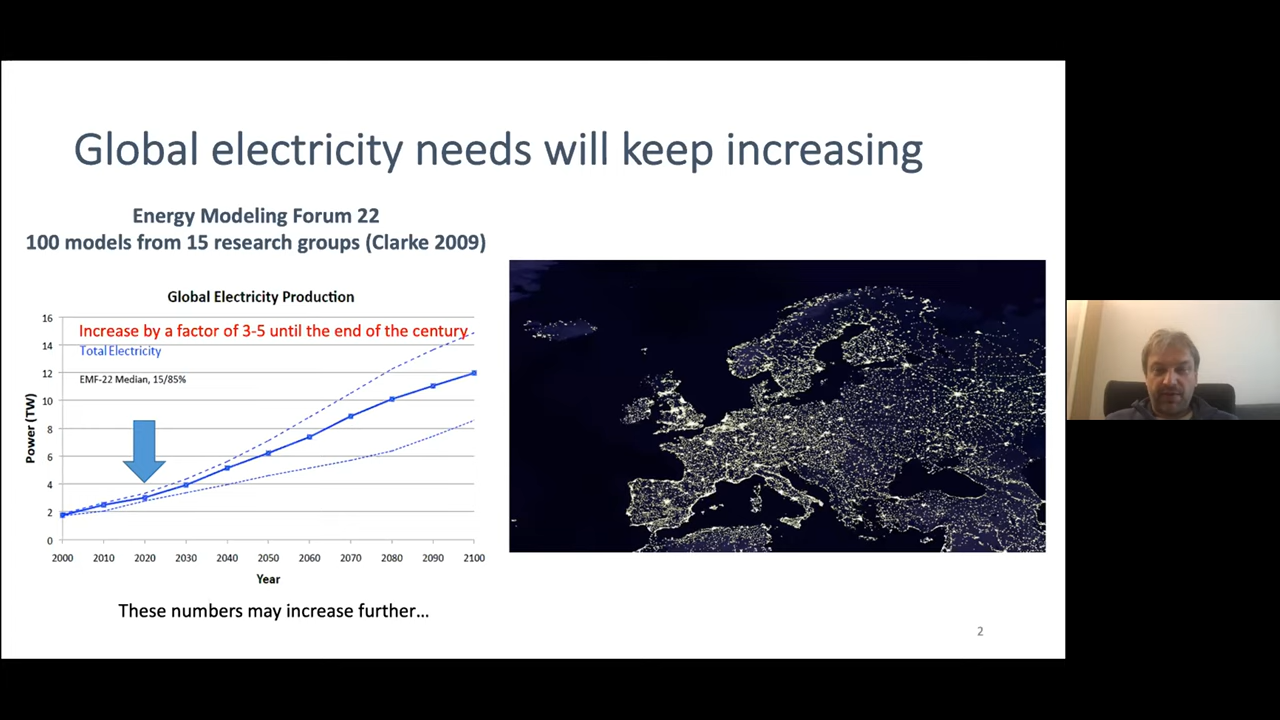 Global electricity needs will keep increasing
Energy Modeling Forum 22
100 models from 15 research groups (Clarke 2009)
Global Electricity Production
Increase by a factor of 3-5 until the end of the century
Total Electricity
EMF-22 Median, 15/85%
Power (TW)
16
14
12
10
8
6
4
2
0
2000 2010 2020 2030 2040 2050 2060 2070 2080 2090 2100
Year
These numbers may increase further...
2